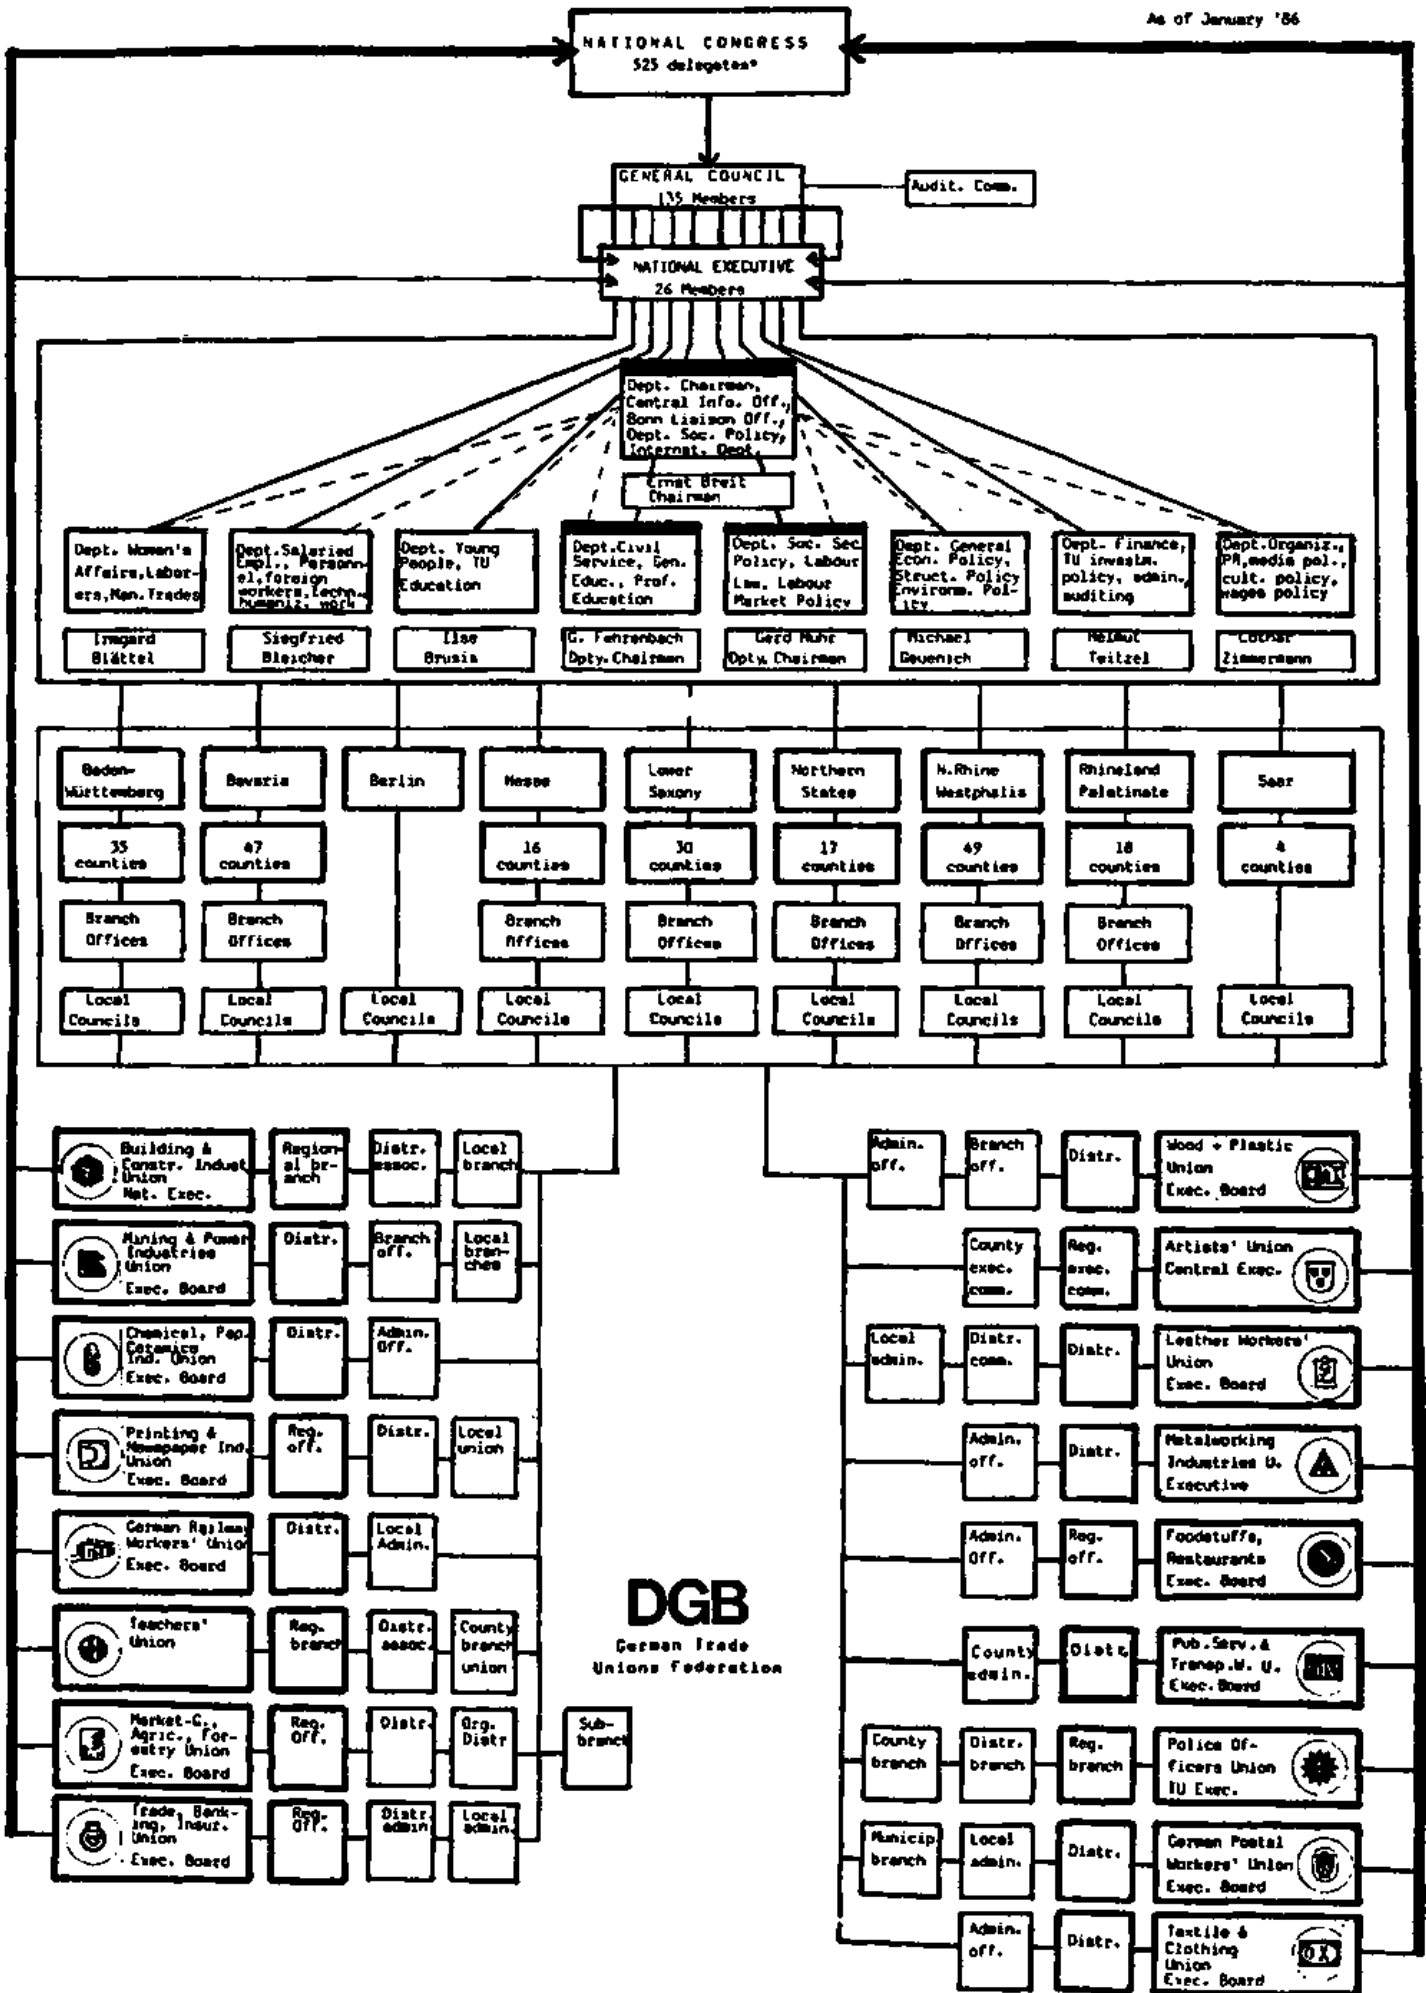 As of January '86
NATIONAL CONGRESS
525 delegates*
GENERAL COUNCIL
135 Members
Audit. Comm.
NATIONAL EXECUTIVE
26 Members
Dept. Chairman,
Central Info. Off.,
Bonn Liaison Off.,
Dept. Soc. Policy,
Internat. Dept.
Ernst Breit
Chairman
Dept. Women's
Affairs,Labor-
ers,Man.Trades
Irmgard
Blättel
Dept.Salaried
Empl., Personn-
el,foreign
workers,techn.,
humaniz. work
Siegfried
Bleicher
Dept. Young
People, TU
Education
Ilse
Brusis
Dept.Civil
Service, Gen.
Educ., Prof.
Education
G. Fehrenbach
Dpty.Chairman
Dept. Soc. Sec.
Policy, Labour
Law, Labour
Market Policy
Gerd Muhr
Dpty. Chairman
Dept. General
Econ. Policy,
Struct. Policy
Environm. Pol-
icy
Michael
Geuenich
Dept. Finance,
TU investm.
policy, admin.,
auditing
Helmut
Teitzel
Dept.Organiz.,
PR,media pol.,
cult. policy,
wages policy
Lothar
Zimmermann
Baden-
Württemberg
35
counties
Branch
Offices
Local
Councils
Bavaria
47
counties
Branch
Offices
Local
Councils
Berlin
Local
Councils
Hesse
16
counties
Branch
Offices
Local
Councils
Lower
Saxony
30
counties
Branch
Offices
Local
Councils
Northern
States
17
counties
Branch
Offices
Local
Councils
N.Rhine
Westphalia
49
counties
Branch
Offices
Local
Councils
Rhineland
Palatinate
18
counties
Branch
Offices
Local
Councils
Saar
4
counties
Local
Councils
Building &
Constr. Indust
Union
Nat. Exec.
Region-
al br-
anch
Distr.
assoc.
Local
branch
Mining & Power
Industries
Union
Exec. Board
Distr.
Branch
off.
Local
bran-
ches
Chemical, Pap.
Ceramics
Ind. Union
Exec. Board
Distr.
Admin.
Off.
Printing &
Newspaper Ind.
Union
Exec. Board
Reg.
off.
Distr.
Local
union
German Railway
Workers' Union
Exec. Board
Distr.
Local
Admin.
Teachers'
Union
Reg.
branch
Distr.
assoc.
County
branch
union
Market-G.,
Agric., For-
estry Union
Exec. Board
Reg.
Off.
Distr.
Org.
Distr
Sub-
branch
Trade, Bank-
ing, Insur.
Union
Exec. Board
Reg.
Off.
Distr.
admin
Local
admin.
DGB
German Trade
Unions Federation
Admin.
off.
Branch
off.
Distr.
Wood + Plastic
Union
Exec. Board
County
exec.
comm.
Reg.
exec.
comm.
Artists' Union
Central Exec.
Local
admin.
Distr.
comm.
Distr.
Leather Workers'
Union
Exec. Board
Admin.
off.
Distr.
Metalworking
Industries U.
Executive
Admin.
Off.
Reg.
off.
Foodstuffs,
Restaurants
Exec. Board
County
admin.
Distr.
Pub.Serv.&
Transp.W. U.
Exec.Board
County
branch
Distr.
branch
Reg.
branch
Police Of-
ficers Union
TU Exec.
Municip
branch
Local
admin.
Distr.
German Postal
Workers' Union
Exec. Board
Admin.
off.
Distr.
Textile &
Clothing
Union
Exec. Board